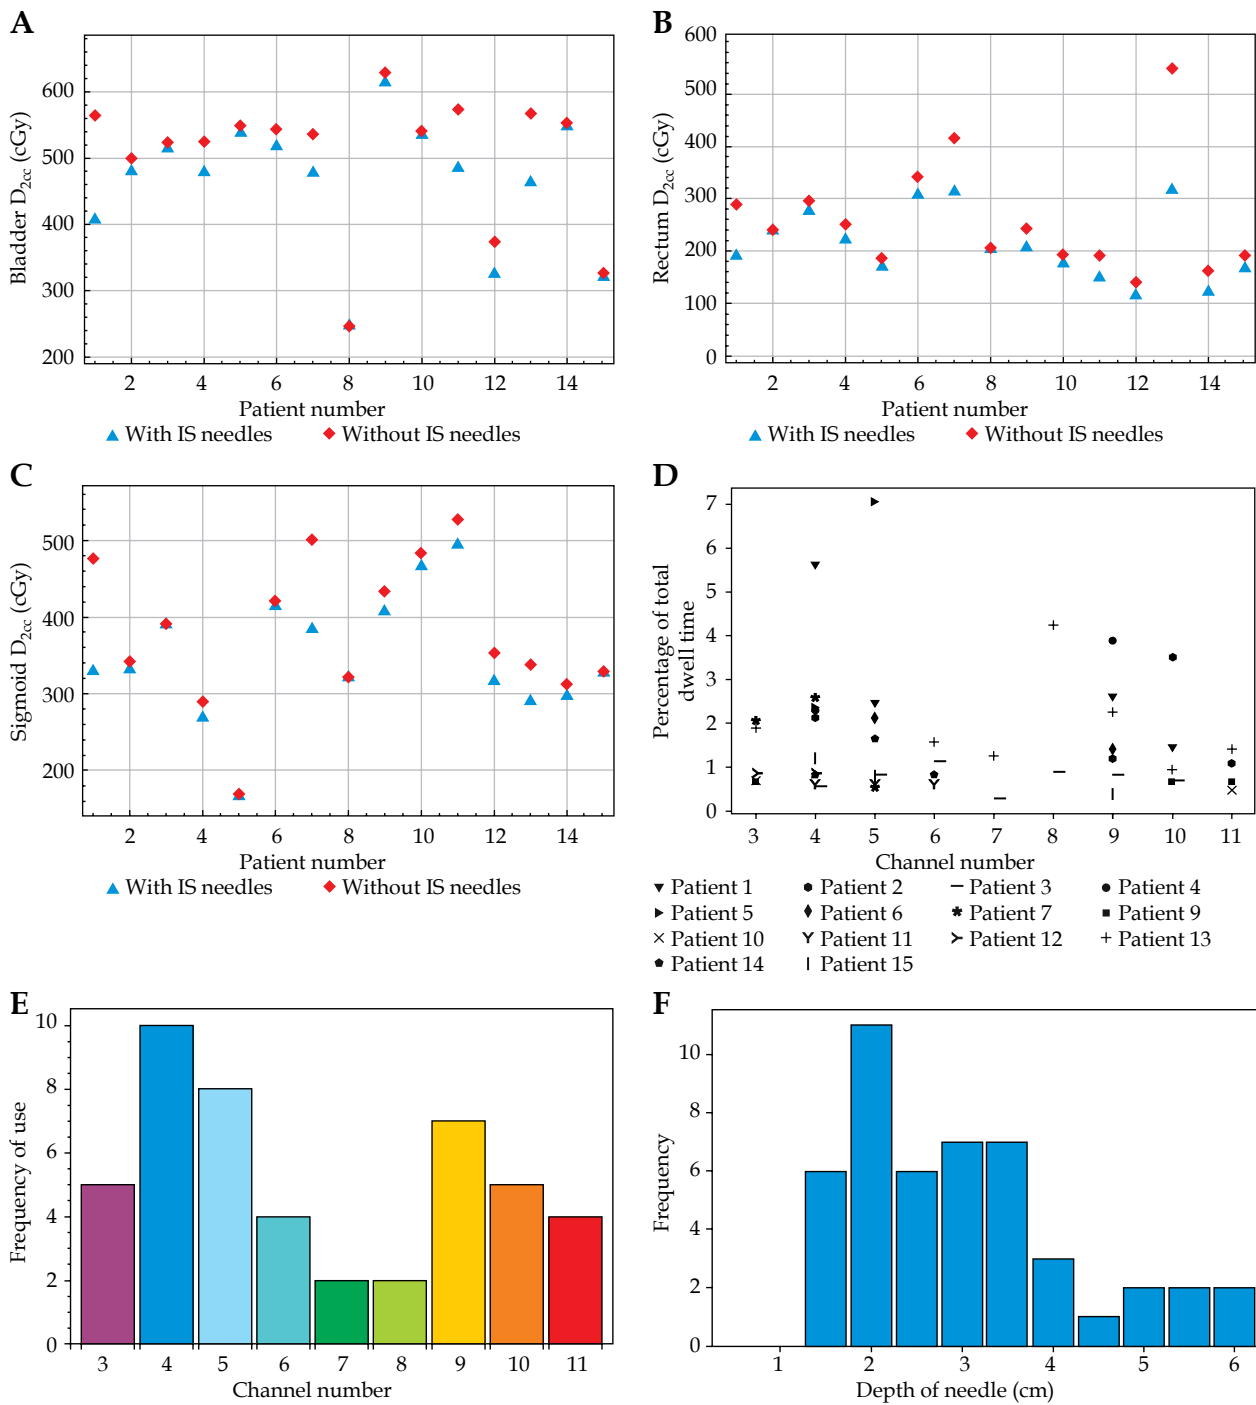 A
Bladder D2cc (cGy)
600
500
400
300
200
2 4 6 8 10 12 14
Patient number
With IS needles Without IS needles
B
Rectum D2cc (cGy)
600
500
400
300
200
100
0
2 4 6 8 10 12 14
Patient number
With IS needles Without IS needles
C
Sigmoid D2cc (cGy)
500
400
300
200
2 4 6 8 10 12 14
Patient number
With IS needles Without IS needles
D
Percentage of total
dwell time
7
6
5
4
3
2
1
0
3 4 5 6 7 8 9 10 11
Channel number
Patient 1 Patient 2 Patient 3 Patient 4
Patient 5 Patient 6 Patient 7 Patient 9
Patient 10 Patient 11 Patient 12 Patient 13
Patient 14 Patient 15
E
Frequency of use
10
8
6
4
2
0
3 4 5 6 7 8 9 10 11
Channel number
F
Frequency
10
8
6
4
2
0
1 2 3 4 5 6
Depth of needle (cm)